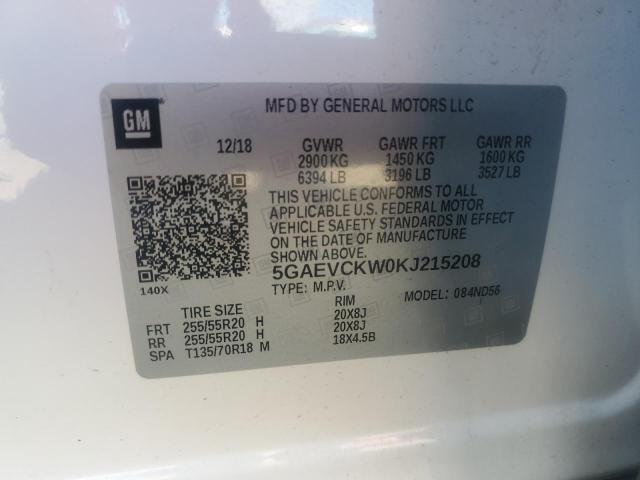 GM
MFD BY GENERAL MOTORS LLC
12/18 GVWR GAWR FRT GAWR RR
2900 KG 1450 KG 1600 KG
6394 LB 3196 LB 3527 LB
THIS VEHICLE CONFORMS TO ALL
APPLICABLE U.S. FEDERAL MOTOR
VEHICLE SAFETY STANDARDS IN EFFECT
ON THE DATE OF MANUFACTURE
SHOWN ABOVE.
5GAEVCKW0KJ215208
140X
TYPE: M.P.V. MODEL: 084ND56
TIRE SIZE RIM
FRT 255/55R20 H 20X8J
RR 255/55R20 H 20X8J
SPA T135/70R18 M 18X4.5B